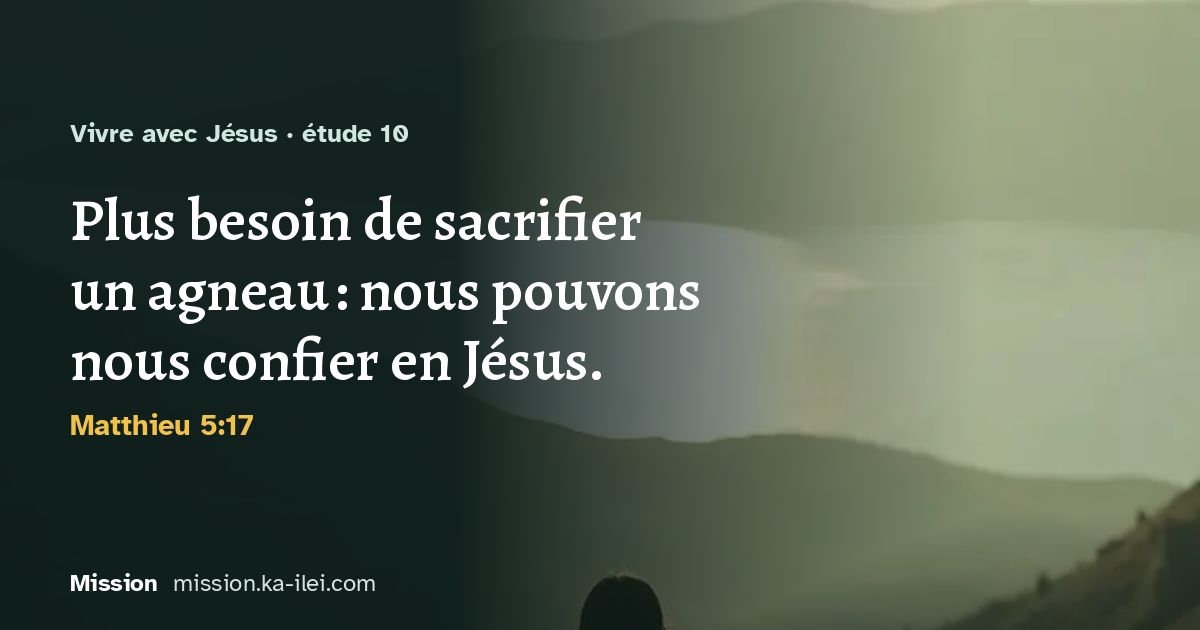 Vivre avec Jésus · étude 10
Plus besoin de sacrifier
un agneau : nous pouvons
nous confier en Jésus.
Matthieu 5:17
Mission mission.ka-ilei.com